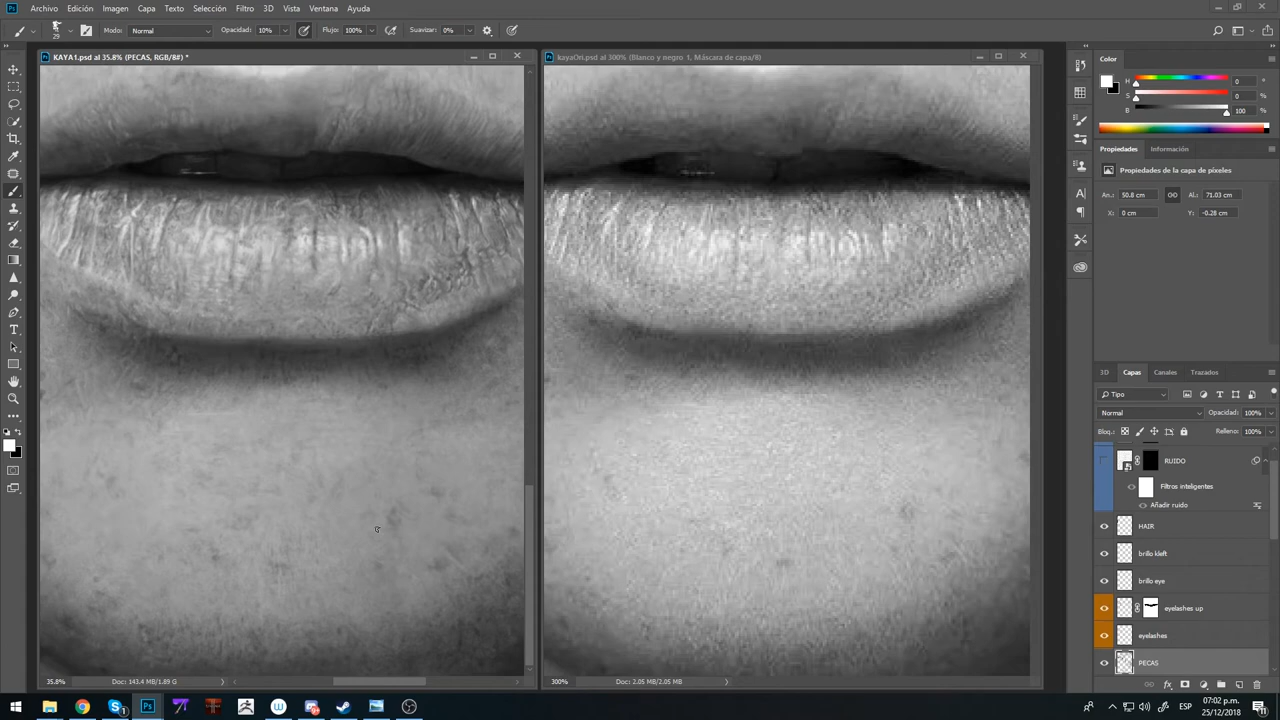 Archivo Edición Imagen Capa Texto Selección Filtro 3D Vista Ventana Ayuda
29 Modo: Normal Opacidad: 10% Flujo: 100% Suavizar: 0%
KAYA1.psd al 35.8% (PECAS, RGB/8#) *
kayaOri.psd al 300% (Blanco y negro 1, Máscara de capa/8)
Color
H 0 °
S 0 %
B 100 %
Propiedades Información
Propiedades de la capa de píxeles
An.: 50.8 cm GO Al.: 71.03 cm
X: 0 cm Y: -0.28 cm
3D Capas Canales Trazados
Tipo
Normal Opacidad: 100%
Bloq.: Relleno: 100%
RUIDO
Filtros inteligentes
Añadir ruido
HAIR
brillo kleft
brillo eye
eyelashes up
eyelashes
PECAS
35.8% Doc: 143.4 MB/1.89 G
300% Doc: 2.05 MB/2.05 MB
ESP
07:02 p.m.
25/12/2018